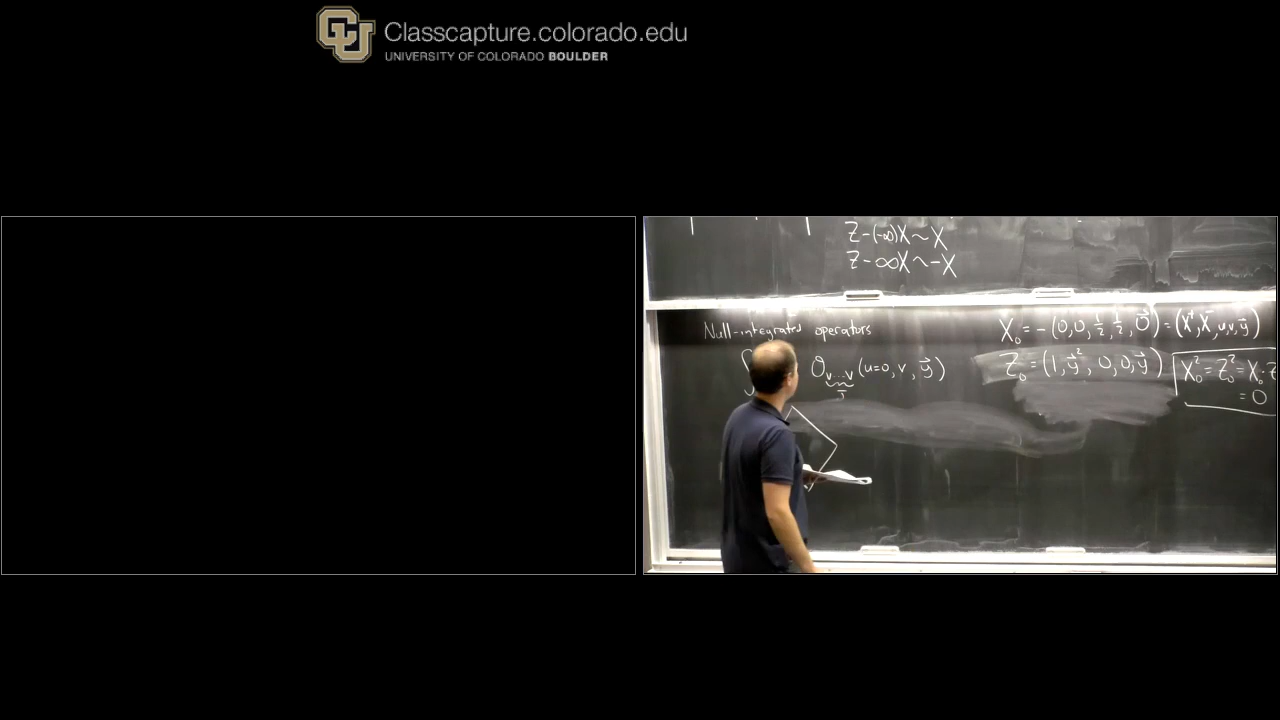 Classcapture.colorado.edu
UNIVERSITY OF COLORADO BOULDER
Z-(-∞)X~X
Z-∞X~-X
Null-integrated operators
X₀=-(0,0,½,½,0⃗)=(X⁺,X⁻,u,v,y⃗)
∫ O_{v...v}(u=0,v,y⃗)
J
Z₀=(1,y⃗²,0,0,y⃗)
X₀²=Z₀²=X₀·Z
=0